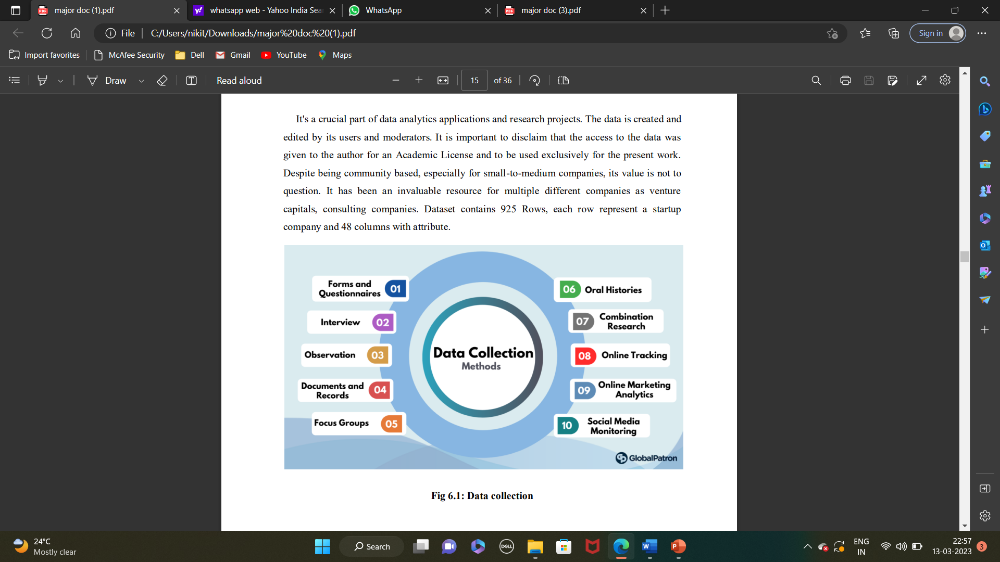 major doc (1).pdf
whatsapp web - Yahoo India Sea
WhatsApp
major doc (3).pdf
File
C:/Users/nikit/Downloads/major%20doc%20(1).pdf
Sign in
Import favorites
McAfee Security
Dell
Gmail
YouTube
Maps
Draw
Read aloud
15
of 36
It's a crucial part of data analytics applications and research projects. The data is created and
edited by its users and moderators. It is important to disclaim that the access to the data was
given to the author for an Academic License and to be used exclusively for the present work.
Despite being community based, especially for small-to-medium companies, its value is not to
question. It has been an invaluable resource for multiple different companies as venture
capitals, consulting companies. Dataset contains 925 Rows, each row represent a startup
company and 48 columns with attribute.
Forms and
Questionnaires
01
Interview
02
Observation
03
Documents and
Records
04
Focus Groups
05
Data Collection
Methods
06
Oral Histories
07
Combination
Research
08
Online Tracking
09
Online Marketing
Analytics
10
Social Media
Monitoring
GlobalPatron
Fig 6.1: Data collection
24°C
Mostly clear
Search
DELL
ENG
IN
22:57
13-03-2023
3